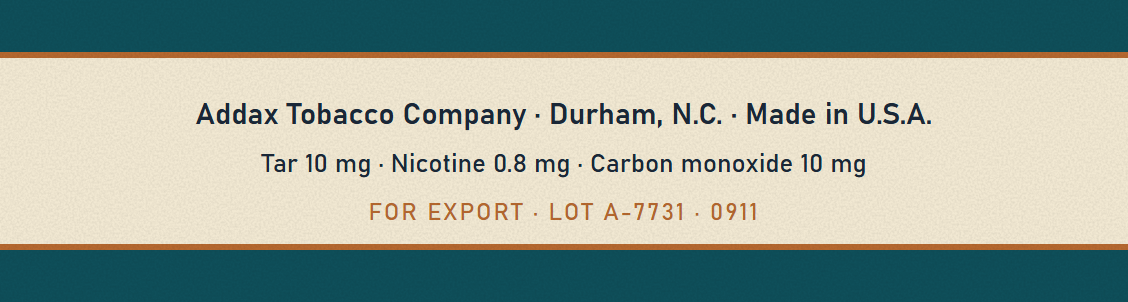 Addax Tobacco Company · Durham, N.C. · Made in U.S.A.
Tar 10 mg · Nicotine 0.8 mg · Carbon monoxide 10 mg
FOR EXPORT · LOT A-7731 · 0911